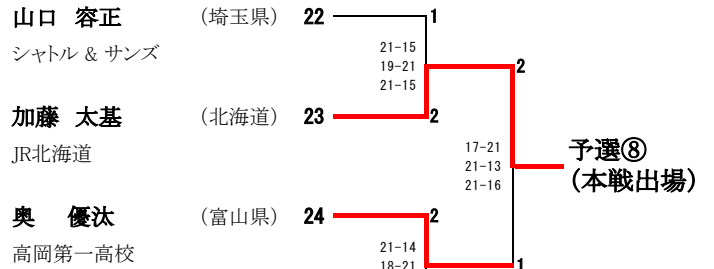 山口 容正 （埼玉県） 22 1
シャトル & サンズ
21-15
19-21
21-15
2
加藤 太基 （北海道） 23 2
JR北海道
17-21
21-13
21-16
予選⑧
（本戦出場）
奥 優汰 （富山県） 24 2
高岡第一高校
21-14
18-21
1